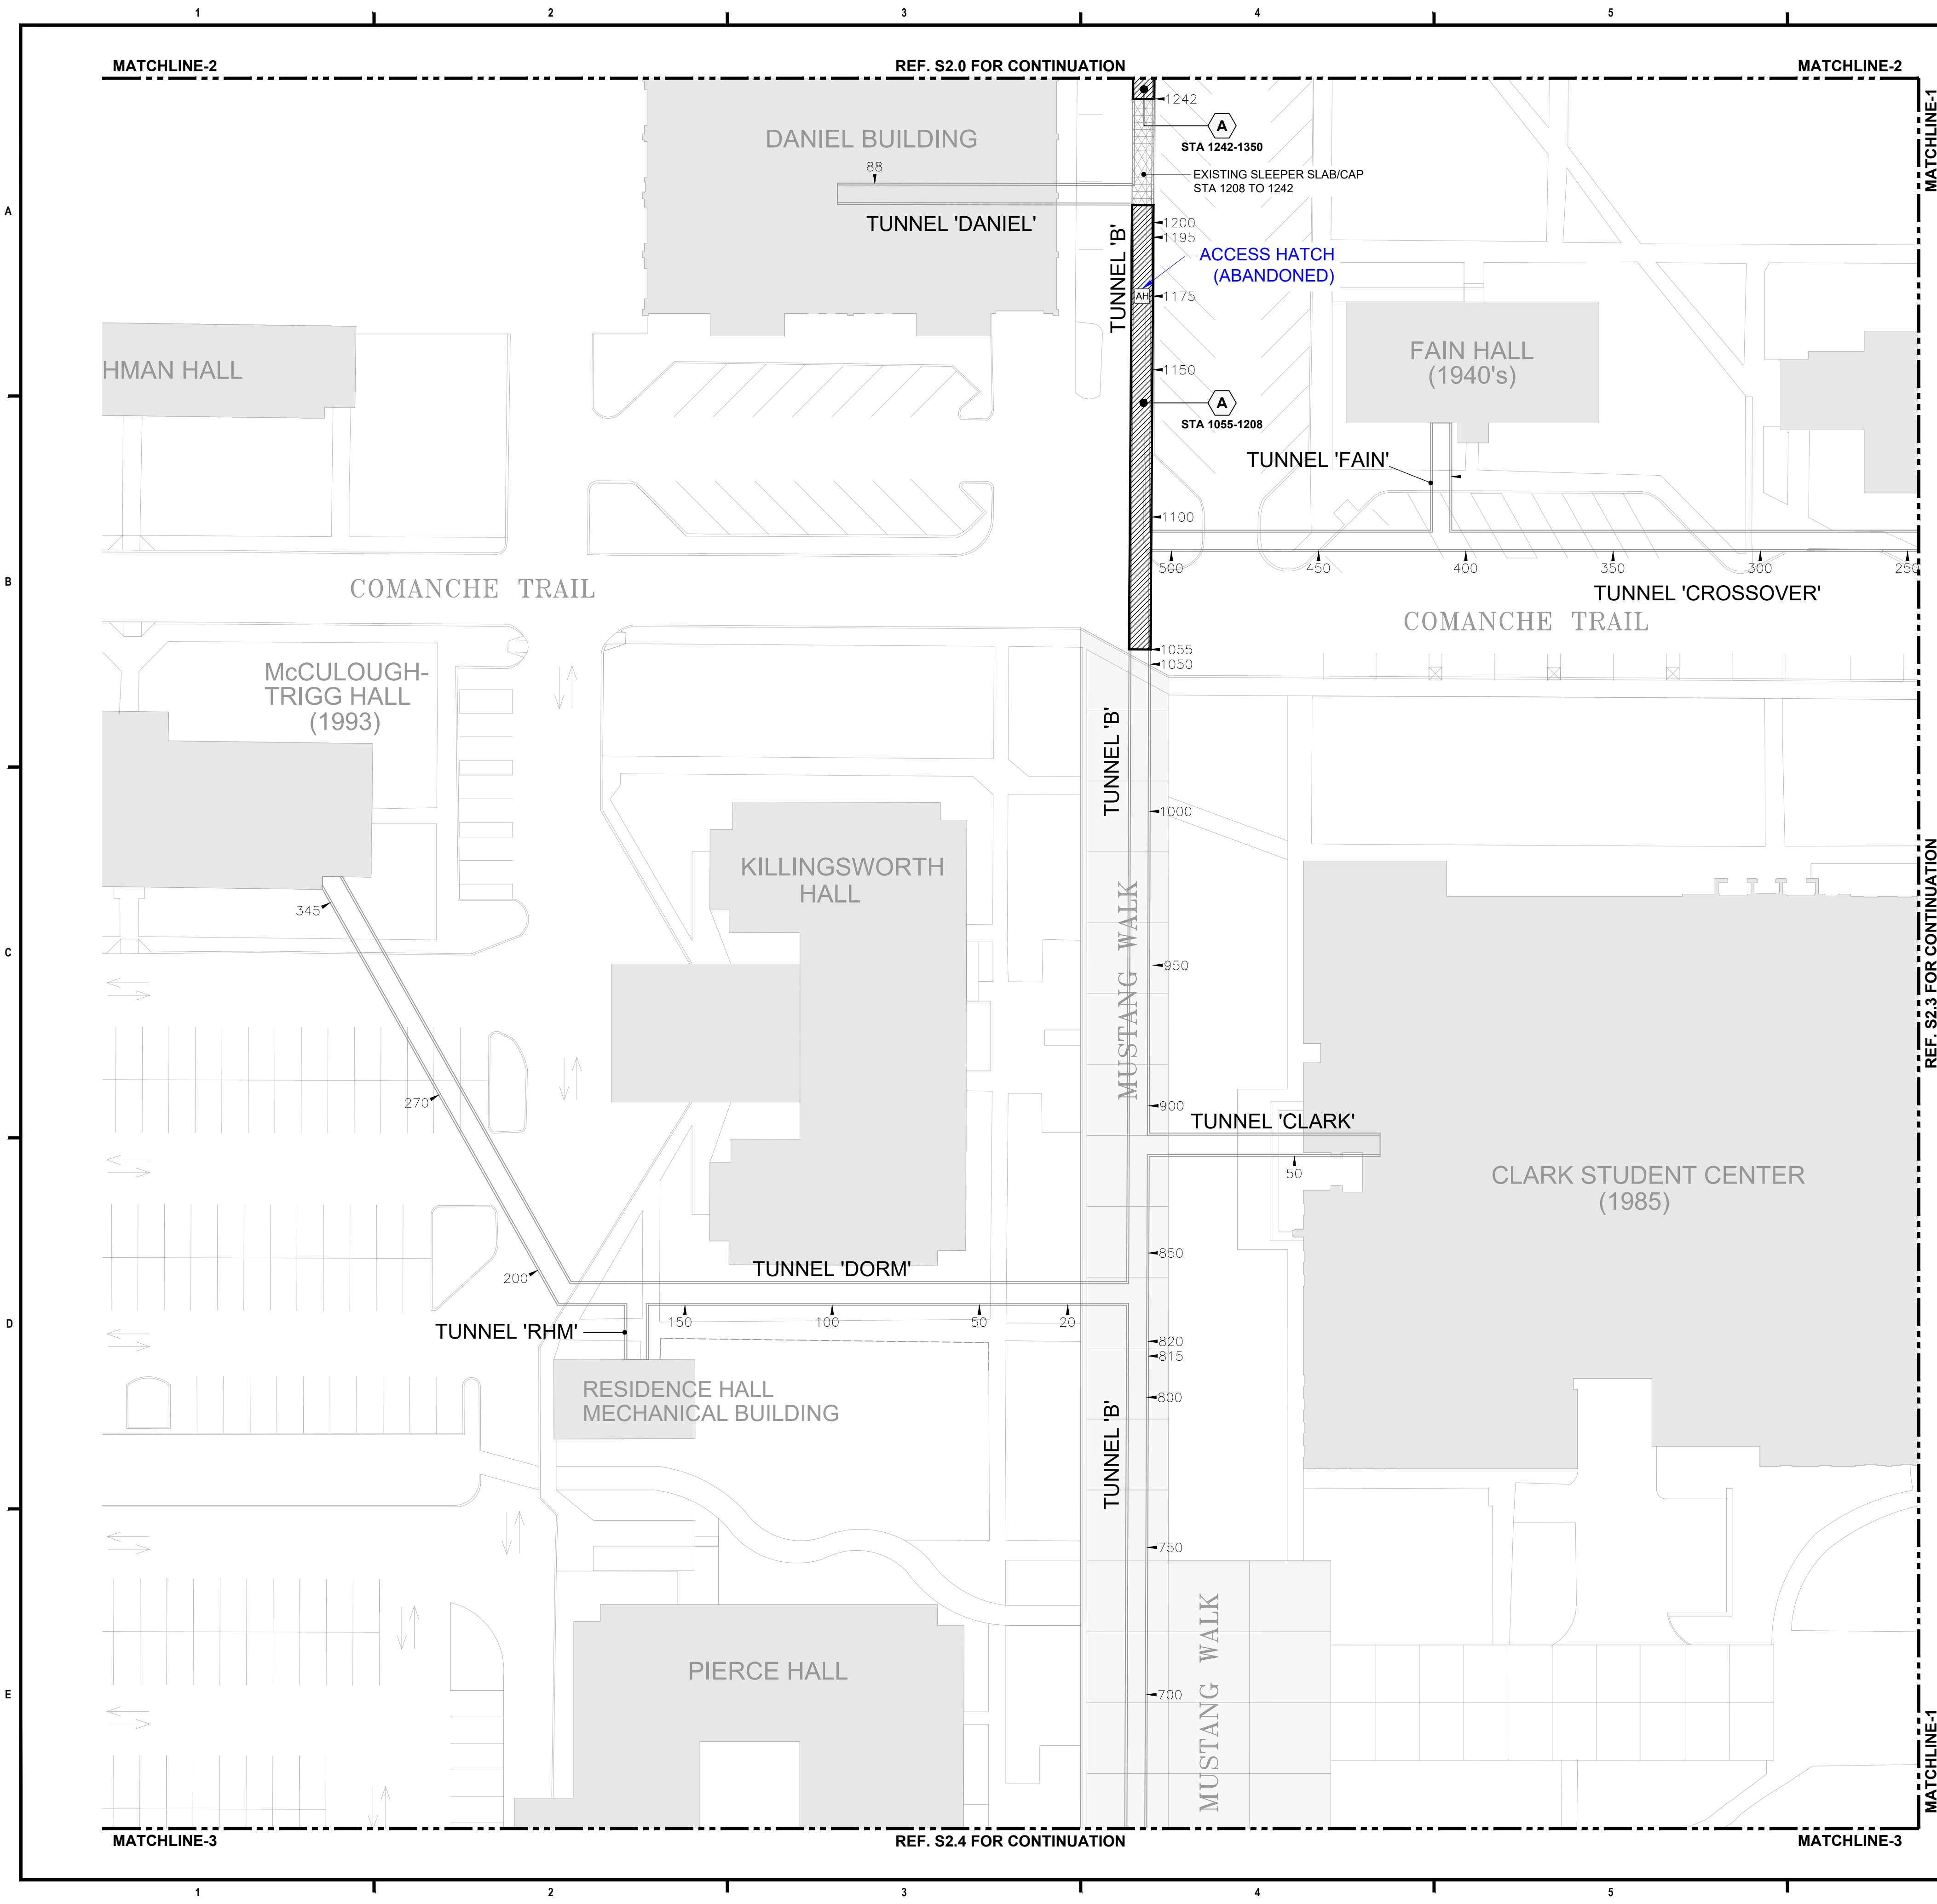 1
2
3
4
5
MATCHLINE-2
REF. S2.0 FOR CONTINUATION
MATCHLINE-2
MATCHLINE-1
1242
A
STA 1242-1350
DANIEL BUILDING
88
EXISTING SLEEPER SLAB/CAP
STA 1208 TO 1242
A
TUNNEL 'DANIEL'
TUNNEL 'B'
1200
1195
ACCESS HATCH
(ABANDONED)
AH
1175
HMAN HALL
FAIN HALL
(1940's)
1150
A
STA 1055-1208
TUNNEL 'FAIN'
1100
500
450
400
350
300
250
B
COMANCHE TRAIL
TUNNEL 'CROSSOVER'
COMANCHE TRAIL
1055
1050
McCULOUGH-
TRIGG HALL
(1993)
TUNNEL 'B'
1000
KILLINGSWORTH
HALL
345
MUSTANG WALK
C
950
REF. S2.3 FOR CONTINUATION
270
900
TUNNEL 'CLARK'
50
CLARK STUDENT CENTER
(1985)
850
200
TUNNEL 'DORM'
D
150
100
50
20
TUNNEL 'RHM'
820
815
800
RESIDENCE HALL
MECHANICAL BUILDING
TUNNEL 'B'
750
PIERCE HALL
E
700
MUSTANG WALK
MATCHLINE-1
MATCHLINE-3
REF. S2.4 FOR CONTINUATION
MATCHLINE-3
1
2
3
4
5